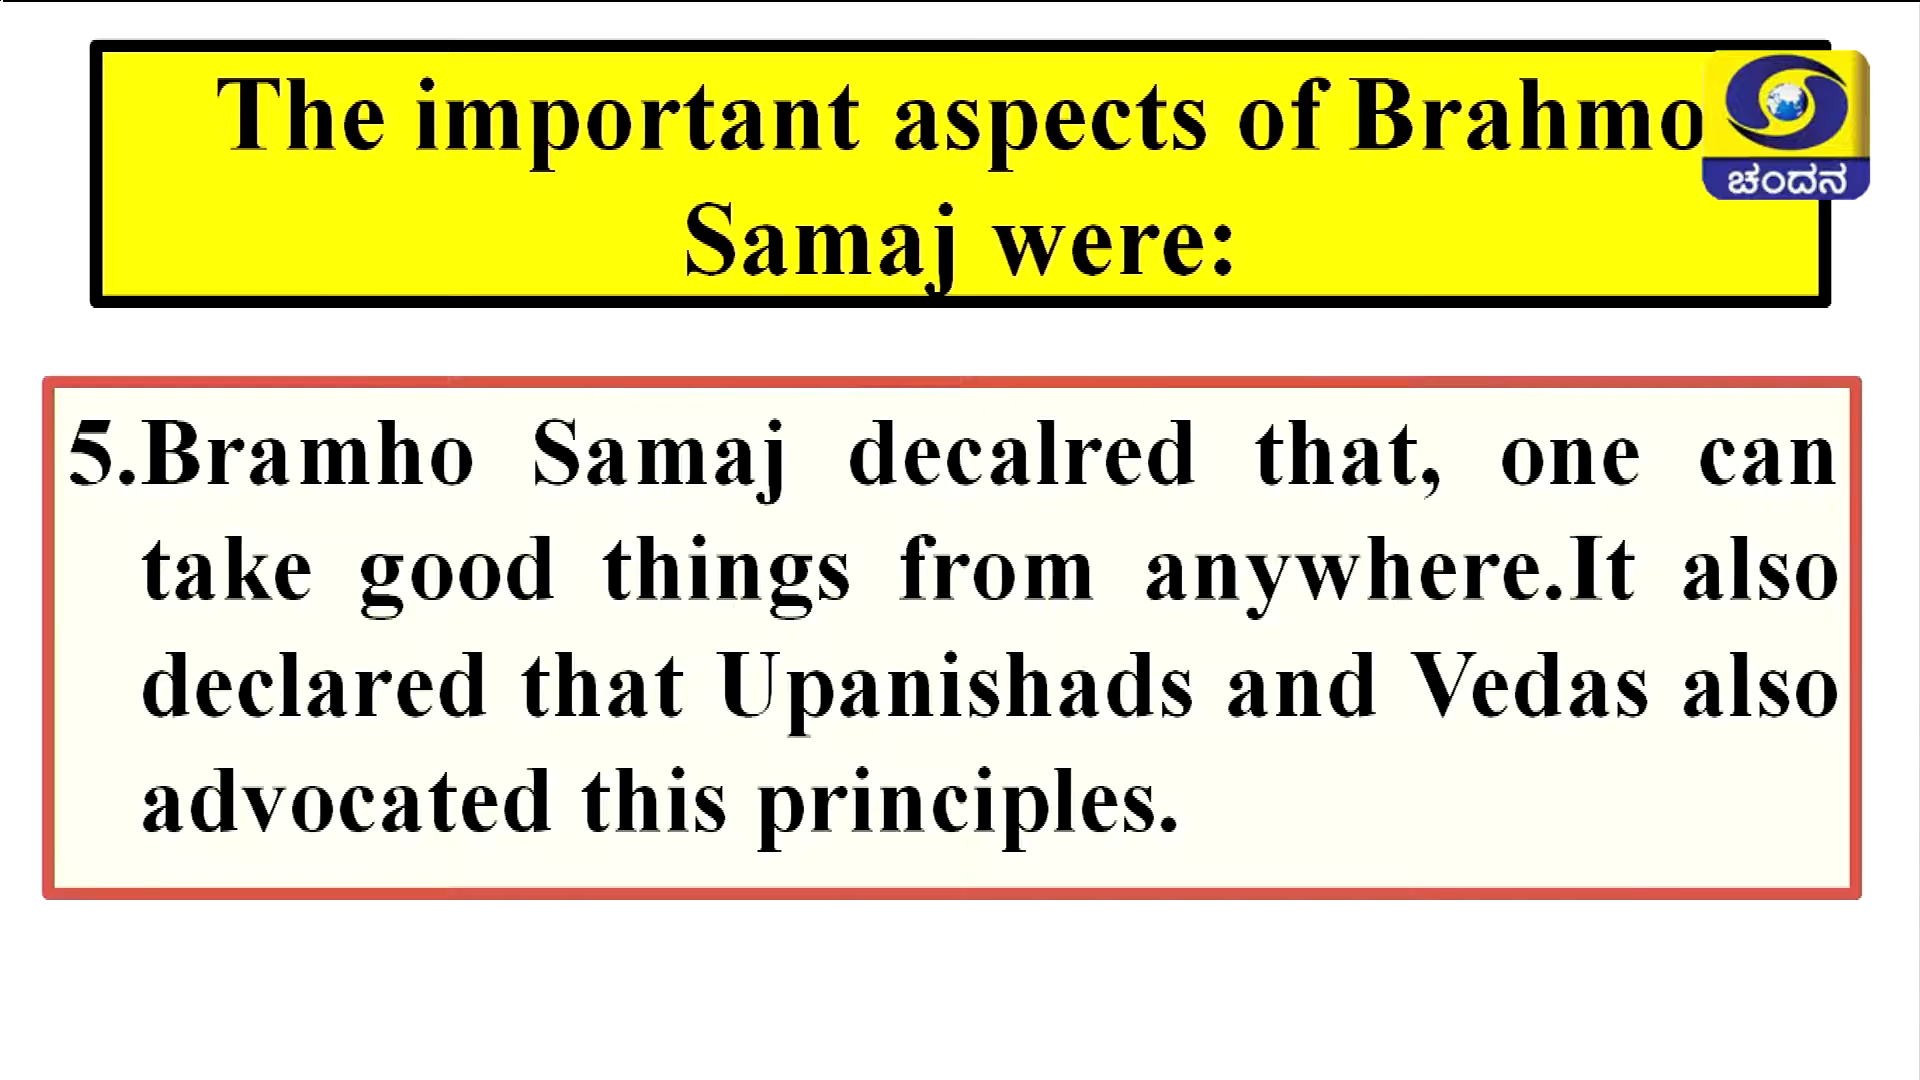 The important aspects of Brahmo
ಚಂದನ
Samaj were:
5.Bramho Samaj decalred that, one can
take good things from anywhere.It also
declared that Upanishads and Vedas also
advocated this principles.